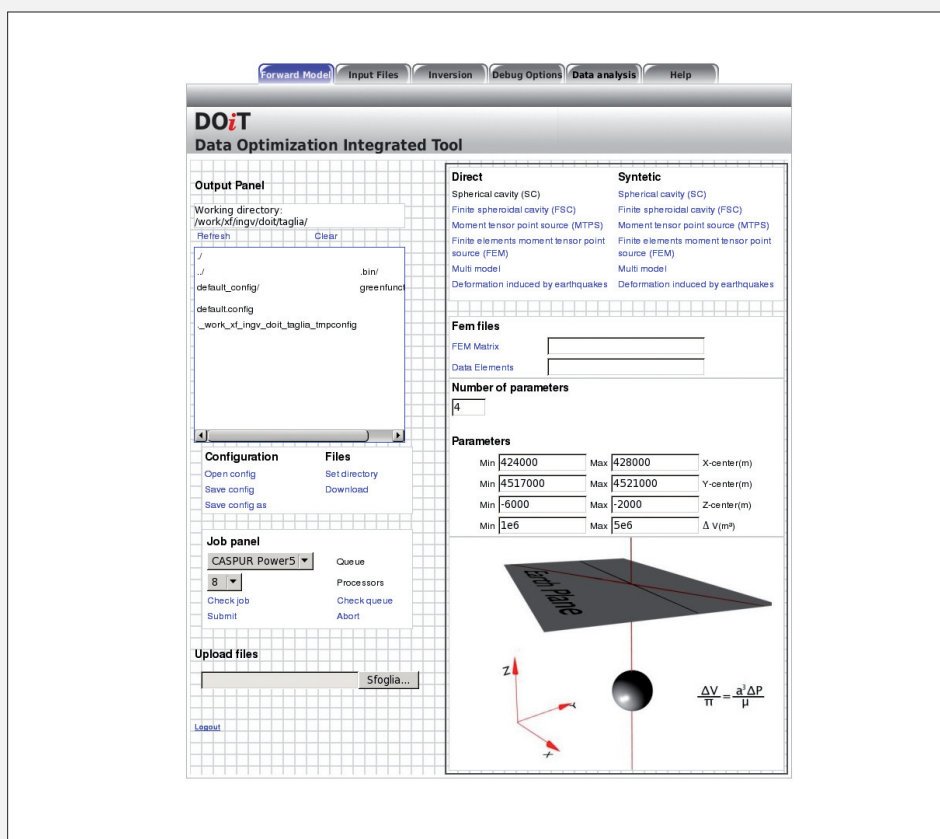 Forward Model Input Files Inversion Debug Options Data analysis Help
DOiT
Data Optimization Integrated Tool
Output Panel
Working directory:
/work/xf/ingv/doit/taglia/
Refresh Clear
./
../ .bin/
default_config/ greenfunct
default.config
._work_xf_ingv_doit_taglia_tmpconfig
Configuration Files
Open config Set directory
Save config Download
Save config as
Job panel
CASPUR Power5 Queue
8 Processors
Check job Check queue
Submit Abort
Upload files
Sfoglia...
Logout
Direct Syntetic
Spherical cavity (SC) Spherical cavity (SC)
Finite spheroidal cavity (FSC) Finite spheroidal cavity (FSC)
Moment tensor point source (MTPS) Moment tensor point source (MTPS)
Finite elements moment tensor point Finite elements moment tensor point
source (FEM) source (FEM)
Multi model Multi model
Deformation induced by earthquakes Deformation induced by earthquakes
Fem files
FEM Matrix
Data Elements
Number of parameters
4
Parameters
Min 424000 Max 428000 X-center(m)
Min 4517000 Max 4521000 Y-center(m)
Min -6000 Max -2000 Z-center(m)
Min 1e6 Max 5e6 Δ V(m³)
Earth Plane
Z
Y
X
ΔV/π = a³ΔP/μ